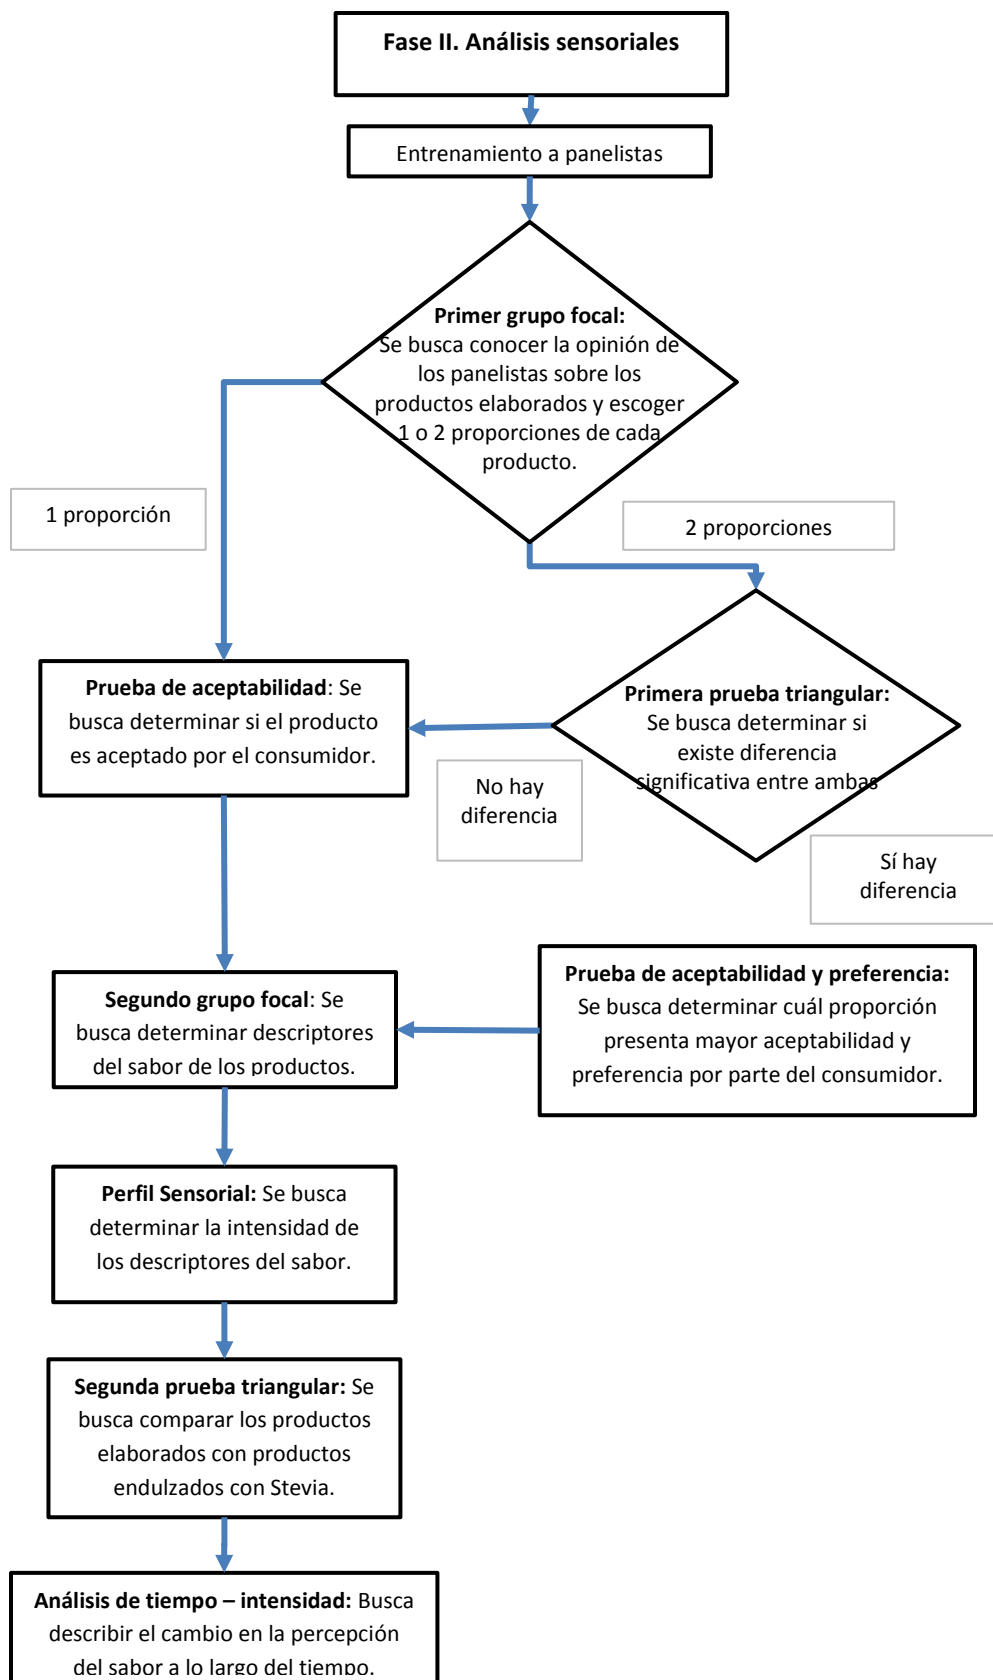 Fase II. Análisis sensoriales
Entrenamiento a panelistas
Primer grupo focal:
Se busca conocer la opinión de
los panelistas sobre los
productos elaborados y escoger
1 o 2 proporciones de cada
producto.
1 proporción
2 proporciones
Prueba de aceptabilidad: Se
busca determinar si el producto
es aceptado por el consumidor.
Primera prueba triangular:
Se busca determinar si
existe diferencia
significativa entre ambas
No hay
diferencia
Sí hay
diferencia
Segundo grupo focal: Se
busca determinar descriptores
del sabor de los productos.
Prueba de aceptabilidad y preferencia:
Se busca determinar cuál proporción
presenta mayor aceptabilidad y
preferencia por parte del consumidor.
Perfil Sensorial: Se busca
determinar la intensidad de
los descriptores del sabor.
Segunda prueba triangular: Se
busca comparar los productos
elaborados con productos
endulzados con Stevia.
Análisis de tiempo – intensidad: Busca
describir el cambio en la percepción
del sabor a lo largo del tiempo.